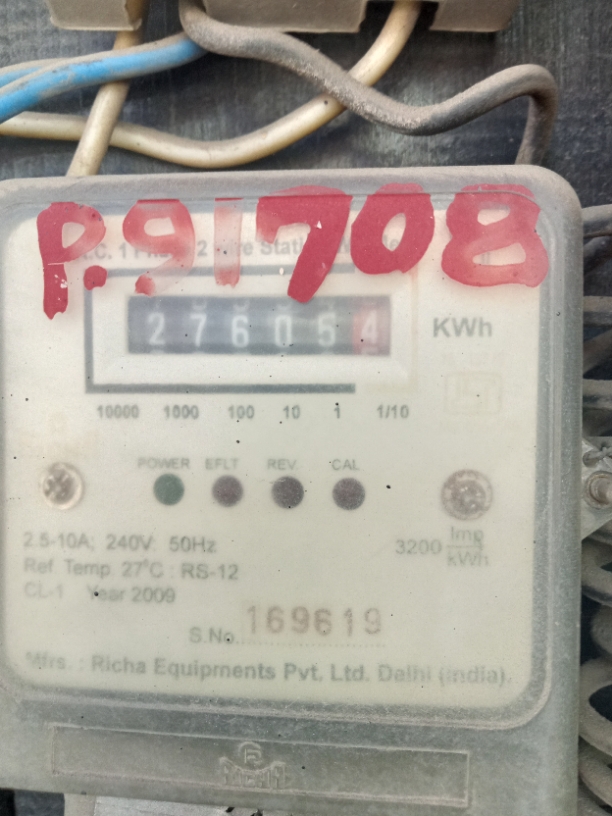 P.91708
276054
KWh
10000 1000 100 10 1 1/10
POWER EFLT REV. CAL
2.5-10A; 240V: 50Hz
3200 Imp/kWh
Ref. Temp. 27°C : RS-12
CL-1 Year 2009
S.No. 169619
Mfrs. : Richa Equipments Pvt. Ltd. Dalhi (India).